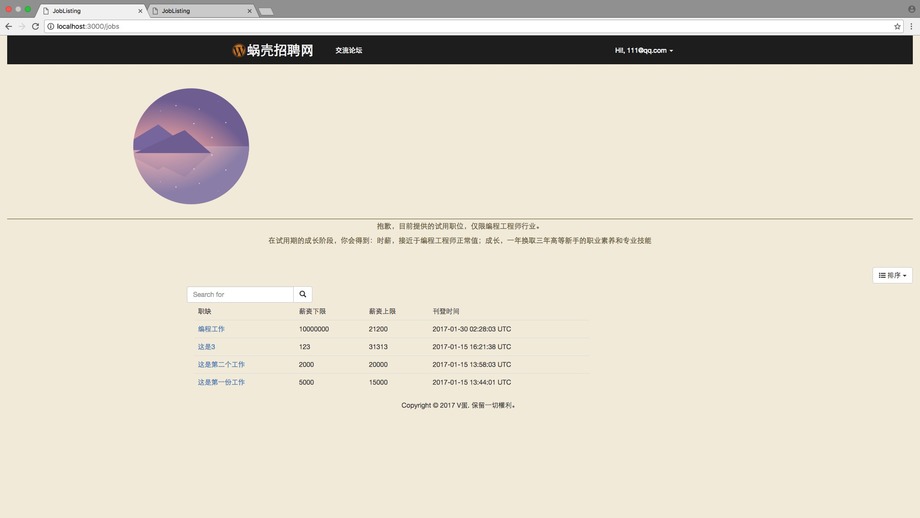 JobListing
JobListing
localhost:3000/jobs
蜗壳招聘网
交流论坛
Hi!, 111@qq.com
抱歉，目前提供的试用职位，仅限编程工程师行业。
在试用期的成长阶段，你会得到：时薪，接近于编程工程师正常值；成长，一年换取三年高等新手的职业素养和专业技能
排序
Search for
职缺 薪资下限 薪资上限 刊登时间
编程工作 10000000 21200 2017-01-30 02:28:03 UTC
这是3 123 31313 2017-01-15 16:21:38 UTC
这是第二个工作 2000 20000 2017-01-15 13:58:03 UTC
这是第一份工作 5000 15000 2017-01-15 13:44:01 UTC
Copyright © 2017 V蛋, 保留一切權利。